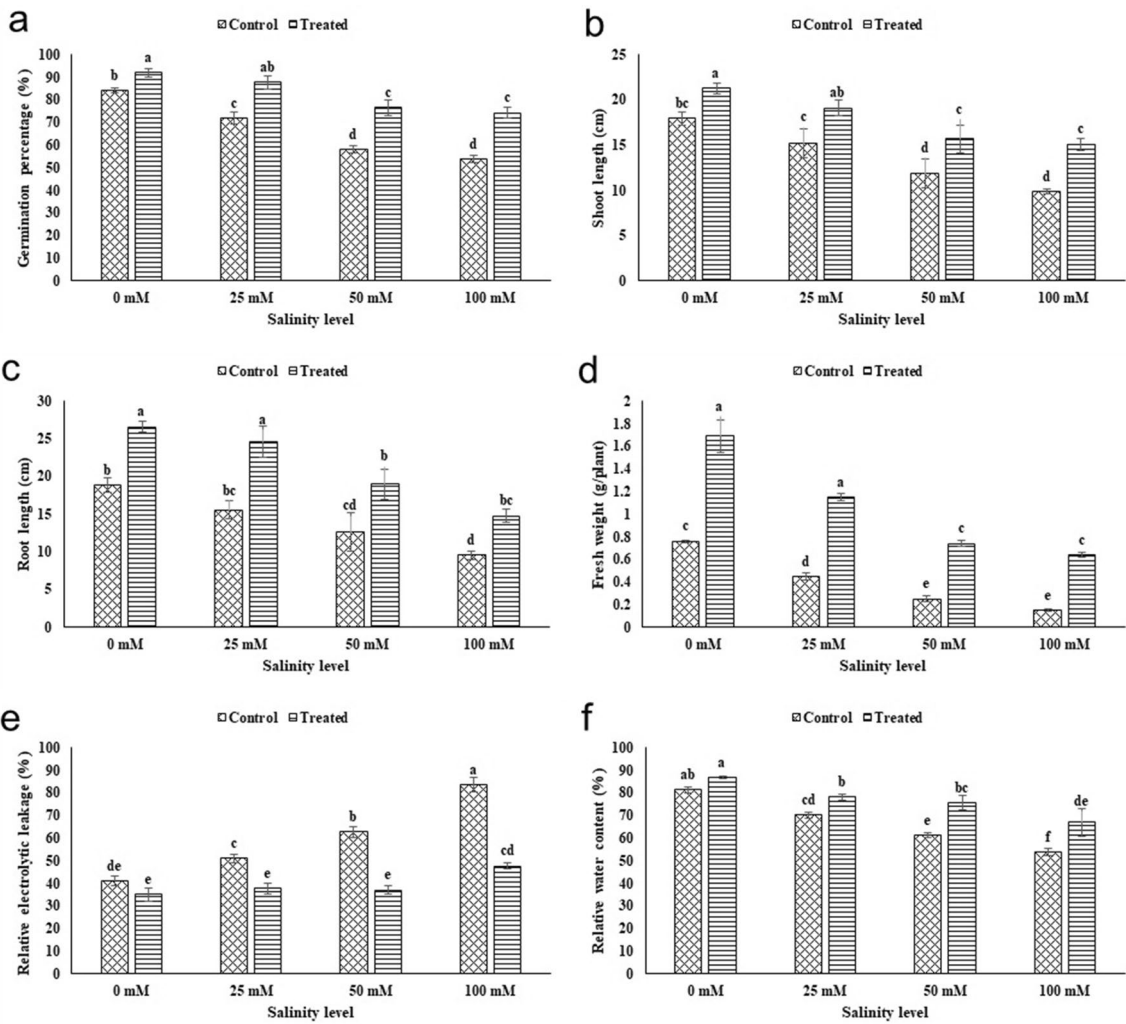 a
Control Treated
Germination percentage (%)
100
90
80
70
60
50
40
30
20
10
0
b a c ab d c d c
0 mM 25 mM 50 mM 100 mM
Salinity level
b
Control Treated
Shoot length (cm)
25
20
15
10
5
0
bc a c ab d c d c
0 mM 25 mM 50 mM 100 mM
Salinity level
c
Control Treated
Root length (cm)
30
25
20
15
10
5
0
b a bc a cd b d bc
0 mM 25 mM 50 mM 100 mM
Salinity level
d
Control Treated
Fresh weight (g/plant)
2
1.8
1.6
1.4
1.2
1
0.8
0.6
0.4
0.2
0
c a d a e c e c
0 mM 25 mM 50 mM 100 mM
Salinity level
e
Control Treated
Relative electrolytic leakage (%)
100
90
80
70
60
50
40
30
20
10
0
de e c e b e a cd
0 mM 25 mM 50 mM 100 mM
Salinity level
f
Control Treated
Relative water content (%)
100
90
80
70
60
50
40
30
20
10
0
ab a cd b e bc f de
0 mM 25 mM 50 mM 100 mM
Salinity level